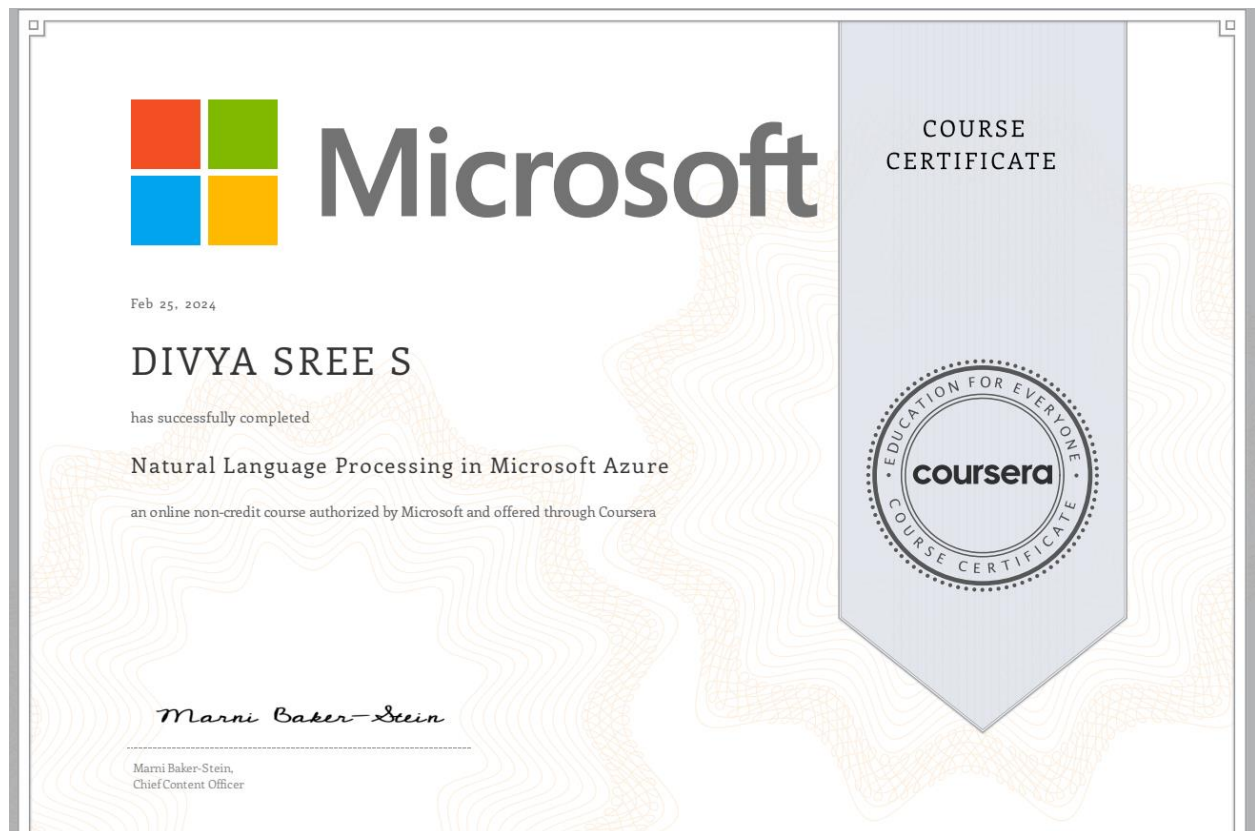 Microsoft
COURSE
CERTIFICATE
Feb 25, 2024
DIVYA SREE S
has successfully completed
Natural Language Processing in Microsoft Azure
an online non-credit course authorized by Microsoft and offered through Coursera
EDUCATION FOR EVERYONE
coursera
COURSE CERTIFICATE
Marni Baker-Stein
Marni Baker-Stein,
Chief Content Officer